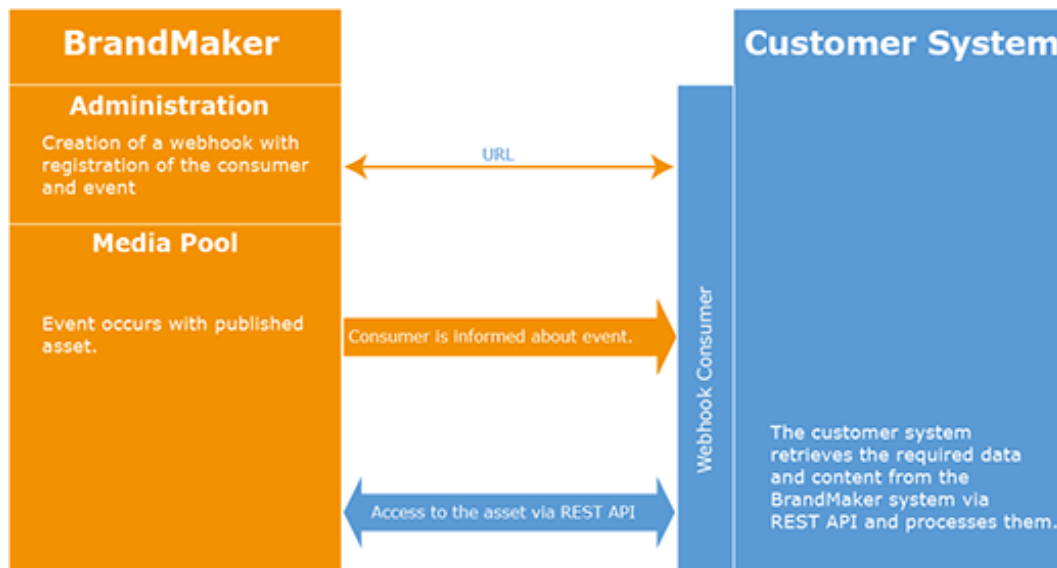 BrandMaker
Administration
Creation of a webhook with
registration of the consumer
and event
Media Pool
Event occurs with published
asset.
URL
Consumer is informed about event.
Access to the asset via REST API
Webhook Consumer
Customer System
The customer system
retrieves the required data
and content from the
BrandMaker system via
REST API and processes them.